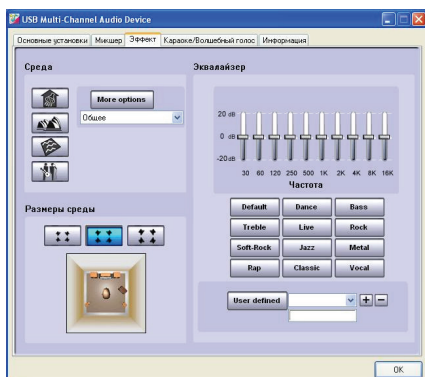 USB Multi-Channel Audio Device
Основные установки Микшер Эффект Караоке/Волшебный голос Информация
Среда
More options
Общее
Размеры среды
Эквалайзер
20 dB
0 dB
-20 dB
30 60 120 250 500 1K 2K 4K 8K 16K
Частота
Default Dance Bass
Treble Live Rock
Soft-Rock Jazz Metal
Rap Classic Vocal
User defined
OK